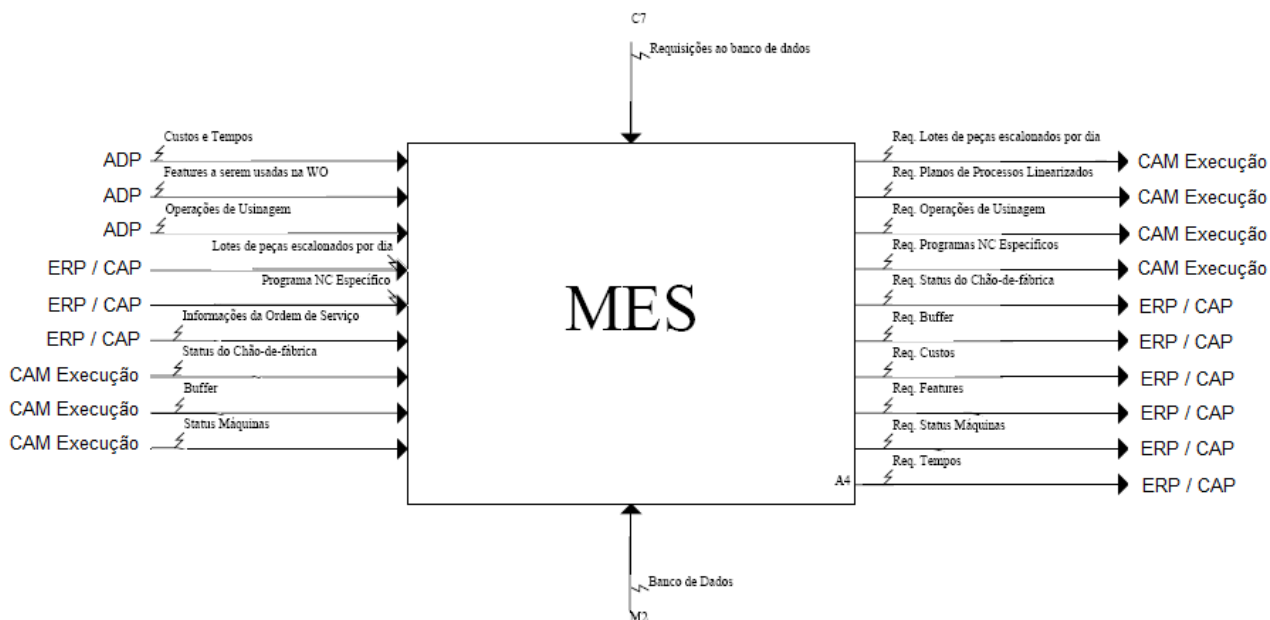 C7
Requisições ao banco de dados
Custos e Tempos
ADP
Features a serem usadas na WO
ADP
Operações de Usinagem
ADP
Lotes de peças escalonados por dia
ERP / CAP
Programa NC Específico
ERP / CAP
Informações da Ordem de Serviço
ERP / CAP
Status do Chão-de-fábrica
CAM Execução
Buffer
CAM Execução
Status Máquinas
CAM Execução
MES
A4
Req. Lotes de peças escalonados por dia
CAM Execução
Req. Planos de Processos Linearizados
CAM Execução
Req. Operações de Usinagem
CAM Execução
Req. Programas NC Específicos
CAM Execução
Req. Status do Chão-de-fábrica
ERP / CAP
Req. Buffer
ERP / CAP
Req. Custos
ERP / CAP
Req. Features
ERP / CAP
Req. Status Máquinas
ERP / CAP
Req. Tempos
ERP / CAP
Banco de Dados
M2